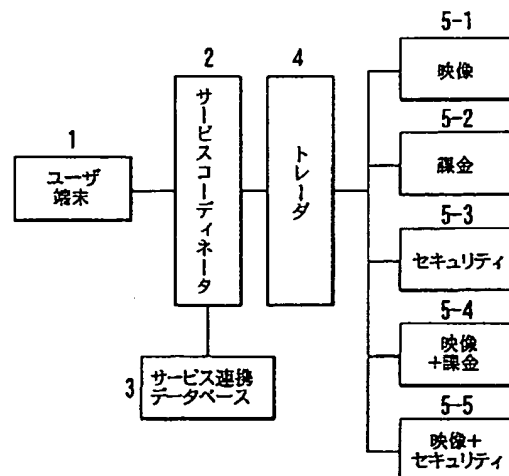 1
ユーザ
端末
2
サービスコーディネータ
3
サービス連携
データベース
4
トレーダ
5-1
映像
5-2
課金
5-3
セキュリティ
5-4
映像
+課金
5-5
映像+
セキュリティ